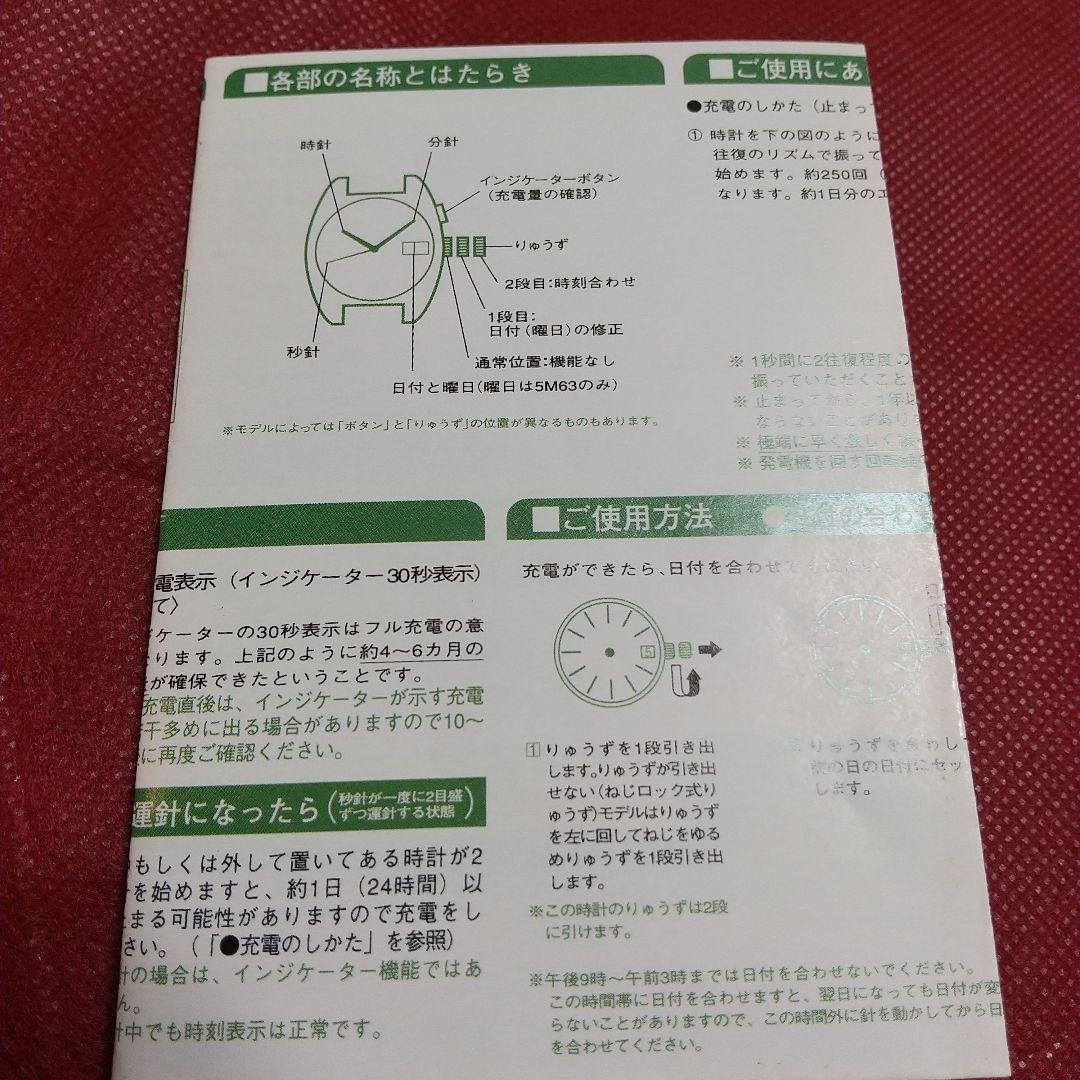 ■各部の名称とはたらき
時針
分針
インジケーターボタン
(充電量の確認)
りゅうず
2段目:時刻合わせ
1段目:
日付(曜日)の修正
秒針
通常位置:機能なし
日付と曜日(曜日は5M63のみ)
※モデルによっては「ボタン」と「りゅうず」の位置が異なるものもあります。
■ご使用にあ
●充電のしかた(止まっ
① 時計を下の図のように
往復のリズムで振って
始めます。約250回(
なります。約1日分のエ
※ 1秒間に2往復程度の
振っていただくこと
※ 止まってから、1年以
ならないことがありま
※ 極端に早く激しく
※ 発電機を回す回転錘
電表示(インジケーター30秒表示)
て〉
ジケーターの30秒表示はフル充電の意
ります。上記のように約4〜6カ月の
が確保できたということです。
充電直後は、インジケーターが示す充電
干多めに出る場合がありますので10〜
に再度ご確認ください。
運針になったら(秒針が一度に2目盛ずつ運針する状態)
もしくは外して置いてある時計が2
を始めますと、約1日(24時間)以
まる可能性がありますので充電をし
さい。(「●充電のしかた」を参照)
の場合は、インジケーター機能ではあ
ん。
中でも時刻表示は正常です。
■ご使用方法
●日付の合わ
充電ができたら、日付を合わせてください
5
1 りゅうずを1段引き出
します。りゅうずが引き出
せない(ねじロック式り
ゅうず)モデルはりゅうず
を左に回してねじをゆる
めりゅうずを1段引き出
します。
りゅうずをまわし
の日の日付にセッ
します。
※この時計のりゅうずは2段
に引けます。
※午後9時〜午前3時までは日付を合わせないでください。
この時間帯に日付を合わせますと、翌日になっても日付が変
らないことがありますので、この時間外に針を動かしてから日
を合わせてください。